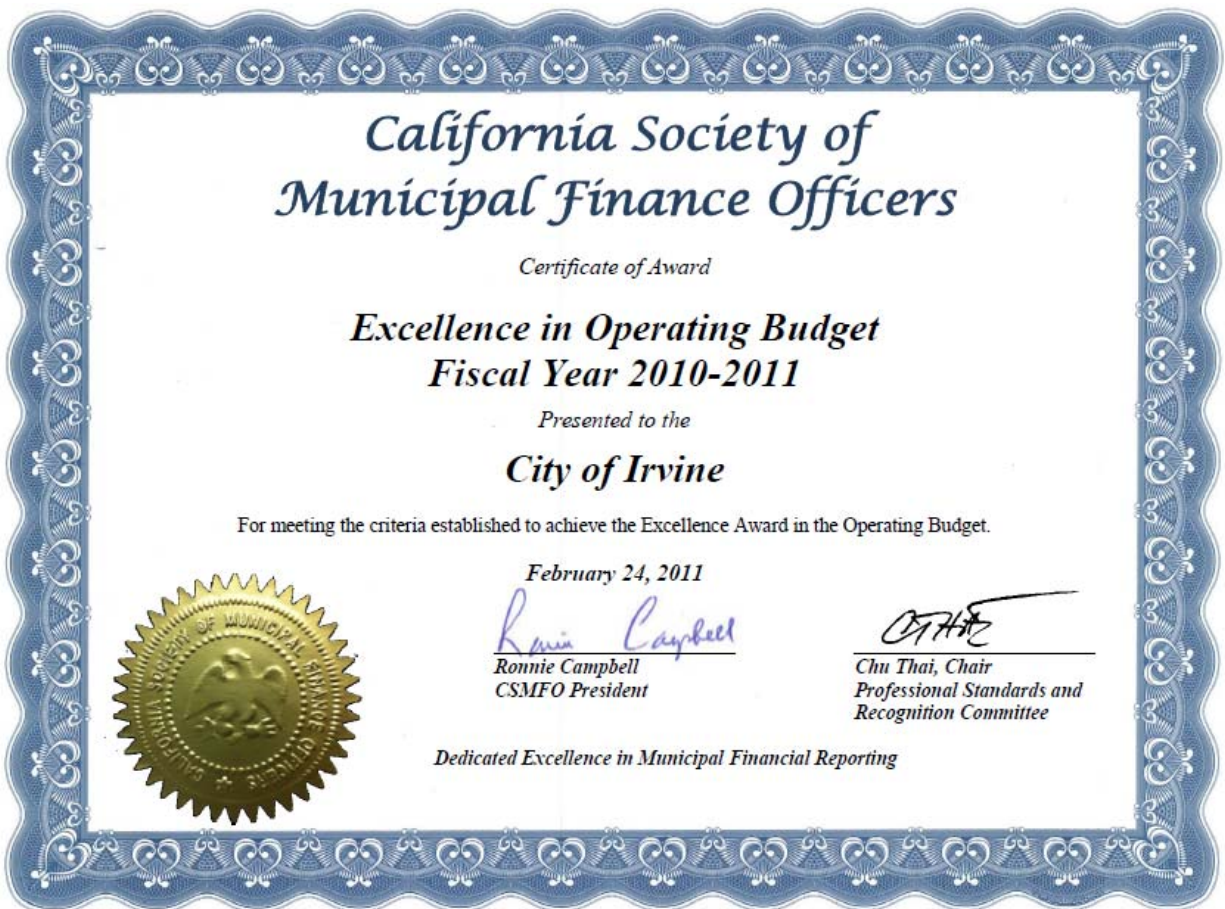 California Society of
Municipal Finance Officers
Certificate of Award
Excellence in Operating Budget
Fiscal Year 2010-2011
Presented to the
City of Irvine
For meeting the criteria established to achieve the Excellence Award in the Operating Budget.
February 24, 2011
Ronnie Campbell
CSMFO President
Chu Thai, Chair
Professional Standards and
Recognition Committee
Dedicated Excellence in Municipal Financial Reporting
CALIFORNIA SOCIETY OF MUNICIPAL FINANCE OFFICERS